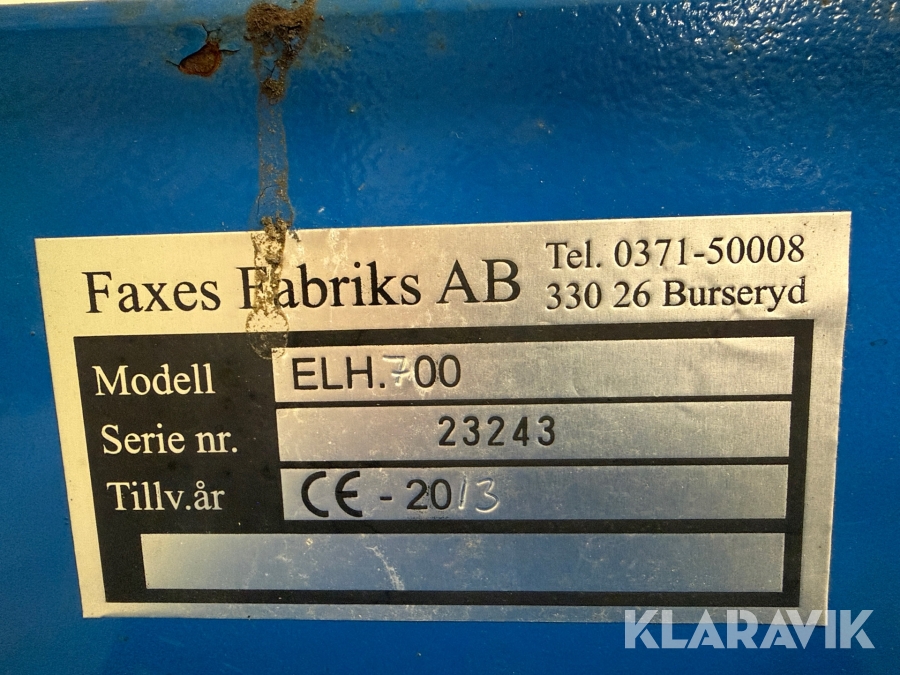 Faxes Fabriks AB
Tel. 0371-50008
330 26 Burseryd
Modell ELH.700
Serie nr. 23243
Tillv.år CE - 2013
KLARAVIK